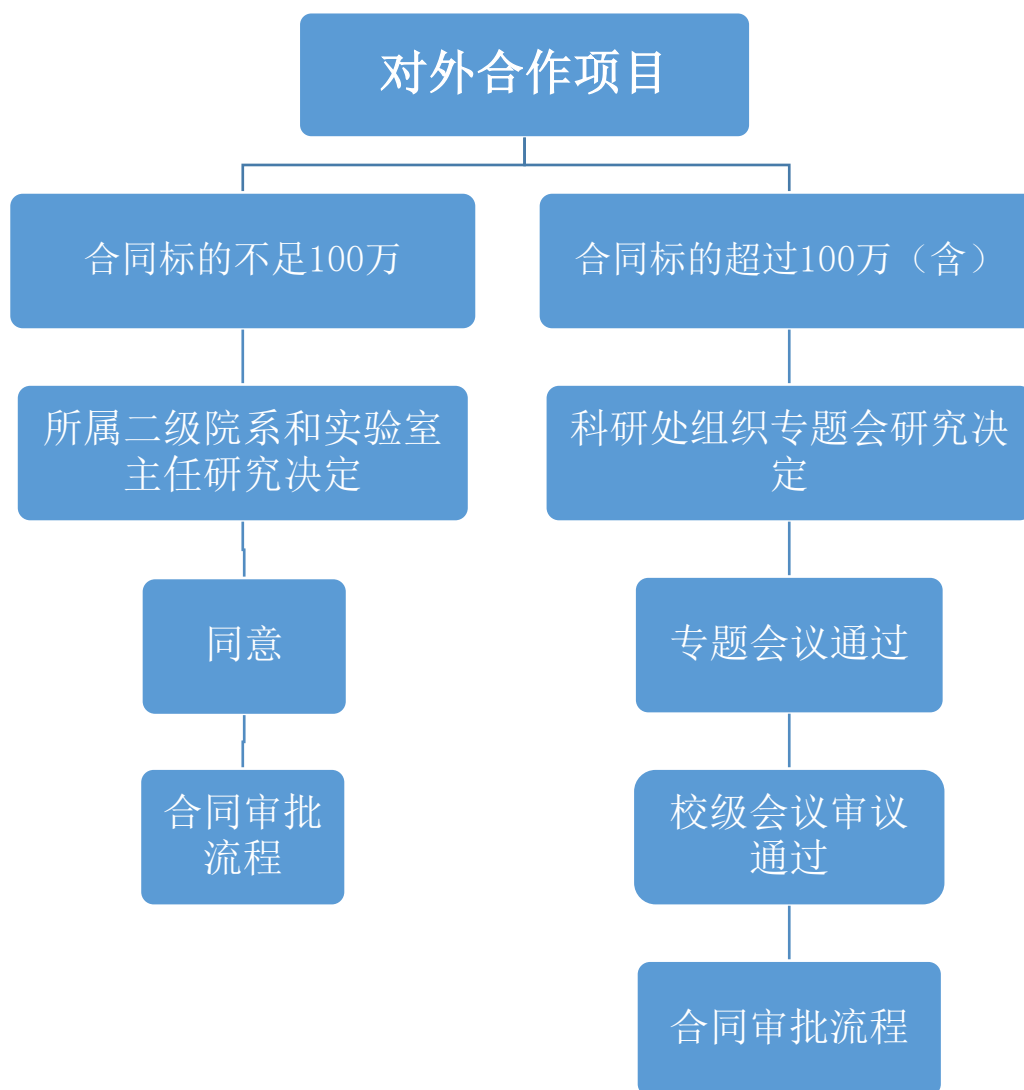 对外合作项目
合同标的不足100万
合同标的超过100万（含）
所属二级院系和实验室
主任研究决定
科研处组织专题会研究决
定
同意
专题会议通过
合同审批
流程
校级会议审议
通过
合同审批流程